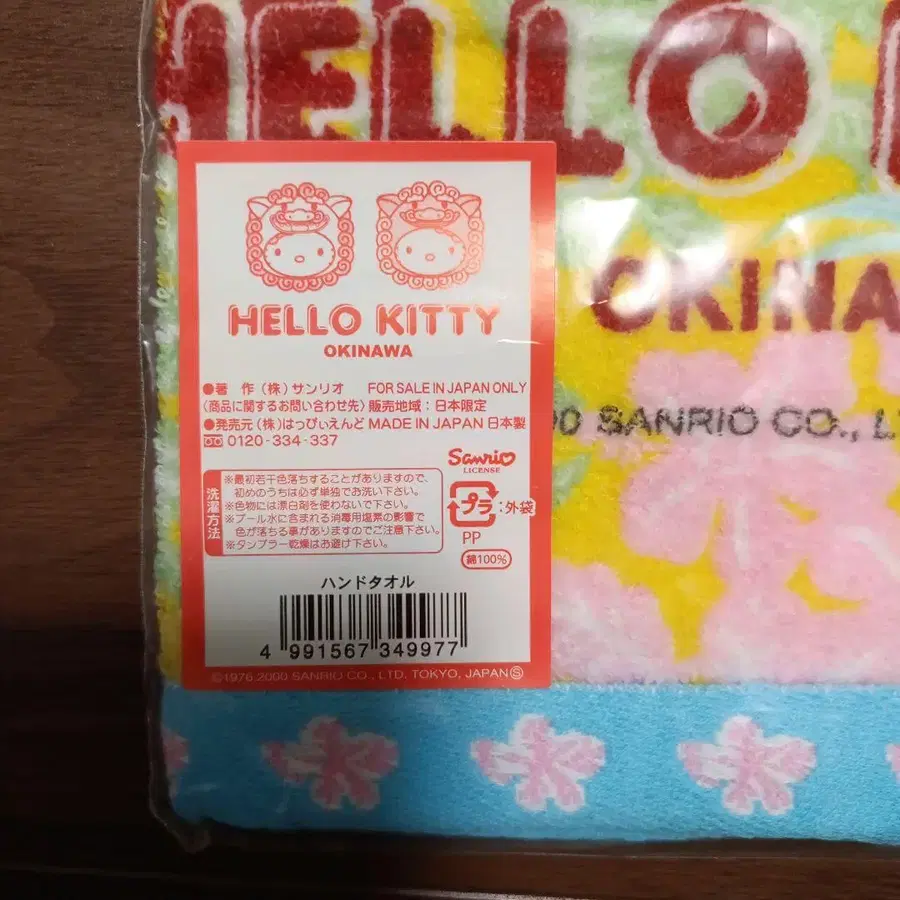 HELLO
OKINA
SANRIO CO., L
HELLO KITTY
OKINAWA
●著 作(株)サンリオ FOR SALE IN JAPAN ONLY
(商品に関するお問い合わせ先)販売地域:日本限定
●発売元(株)はっぴいえんど MADE IN JAPAN 日本製
0120-334-337
Sanrio
LICENSE
洗濯方法
※最初若干色落ちすることがありますので、
初めのうちは必ず単独でお洗い下さい。
※色物には漂白剤を使わないで下さい。
※プール水に含まれる消毒用塩素の影響で
色が落ちる事がありますのでご注意下さい。
※タンブラー乾燥はお避け下さい。
プラ:外袋
PP
綿100%
ハンドタオル
4 991567 349977
©1976,2000 SANRIO CO., LTD. TOKYO, JAPAN Ⓢ